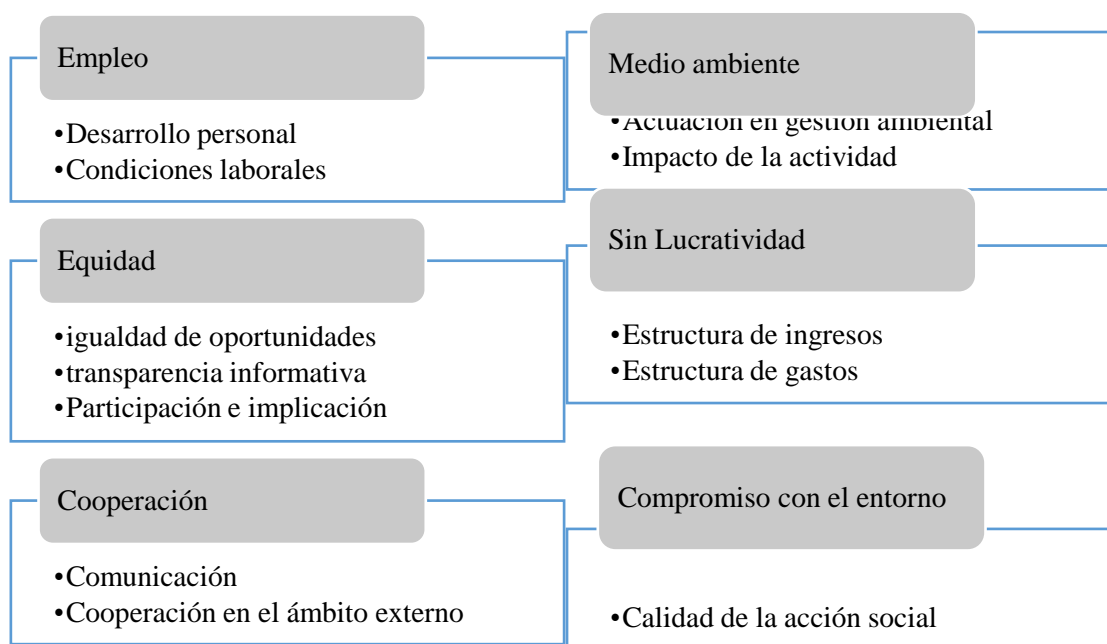 Empleo
•Desarrollo personal
•Condiciones laborales
Medio ambiente
•Actuación en gestión ambiental
•Impacto de la actividad
Equidad
•igualdad de oportunidades
•transparencia informativa
•Participación e implicación
Sin Lucratividad
•Estructura de ingresos
•Estructura de gastos
Cooperación
•Comunicación
•Cooperación en el ámbito externo
Compromiso con el entorno
•Calidad de la acción social